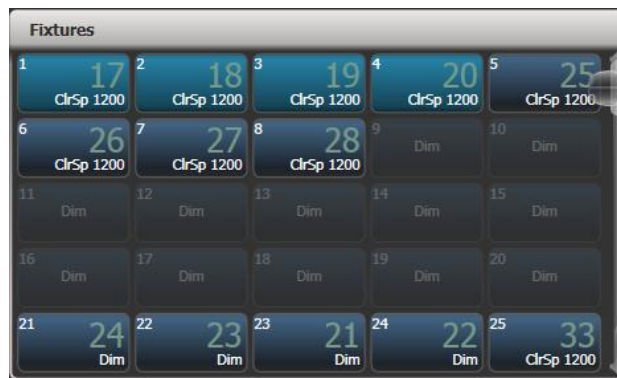 Fixtures
1 17 2 18 3 19 4 20 5 25
ClrSp 1200 ClrSp 1200 ClrSp 1200 ClrSp 1200 ClrSp 1200
6 26 7 27 8 28 9 Dim 10 Dim
ClrSp 1200 ClrSp 1200 ClrSp 1200
11 Dim 12 Dim 13 Dim 14 Dim 15 Dim
16 Dim 17 Dim 18 Dim 19 Dim 20 Dim
21 24 22 23 23 21 24 22 25 33
Dim Dim Dim Dim ClrSp 1200